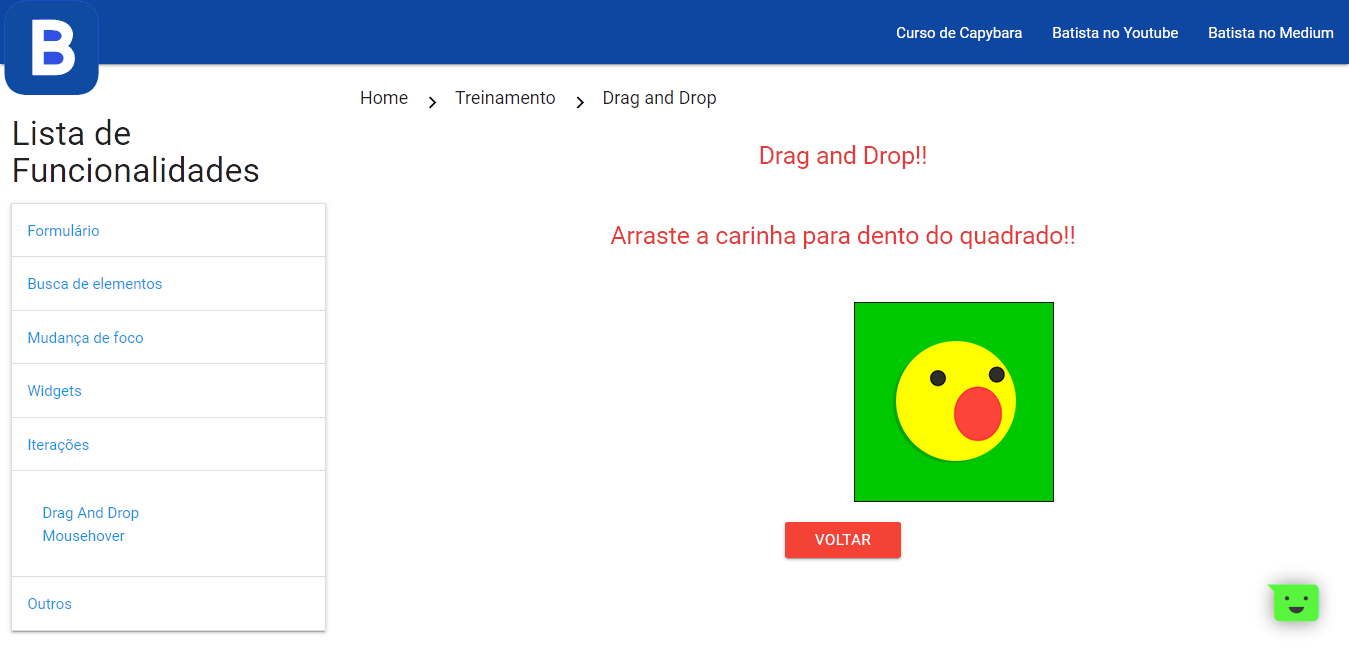 B
Curso de Capybara
Batista no Youtube
Batista no Medium
Home
Treinamento
Drag and Drop
Lista de
Funcionalidades
Formulário
Busca de elementos
Mudança de foco
Widgets
Iterações
Drag And Drop
Mousehover
Outros
Drag and Drop!!
Arraste a carinha para dento do quadrado!!
VOLTAR